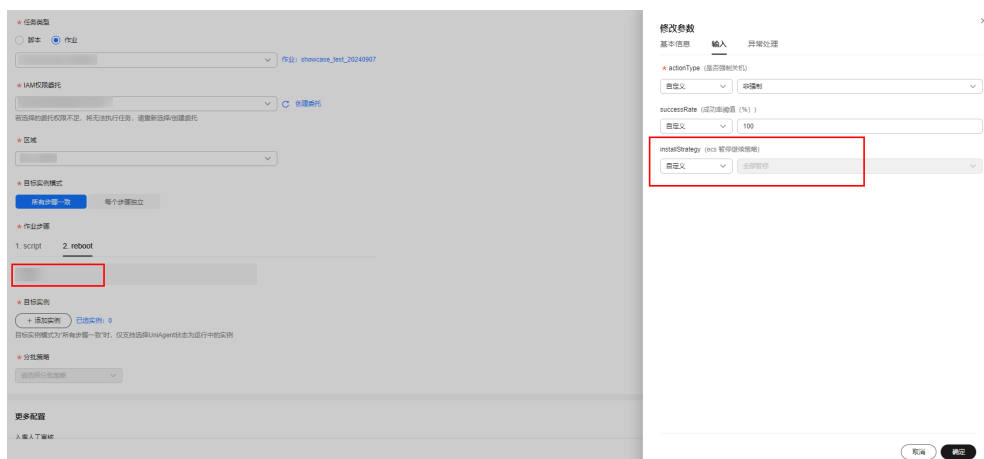 * 任务类型
脚本 作业
作业：showcase_test_20240907
* IAM权限委托
创建委托
若选择的委托权限不足，将无法执行任务，请重新选择/创建委托
* 区域
* 目标实例模式
所有步骤一致 每个步骤独立
* 作业步骤
1. script 2. reboot
* 目标实例
+ 添加实例 已选实例：0
目标实例模式为“所有步骤一致”时，仅支持选择UniAgent状态为运行中的实例
* 分批策略
请选择分批策略
更多配置
入库人工审核
修改参数
基本信息 输入 异常处理
* actionType (是否强制关机)
自定义 非强制
successRate (成功率阈值（%）)
自定义 100
installStrategy (ecs 暂停继续策略)
自定义 全部暂停
取消 确定